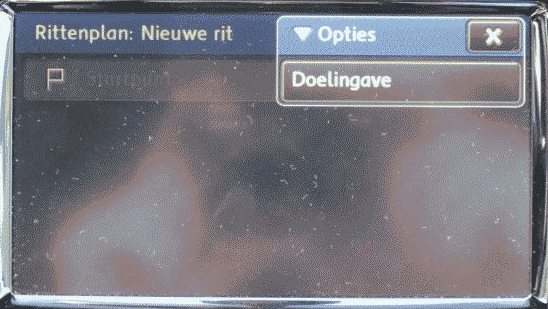 Rittenplan: Nieuwe rit
Opties
Doelingave